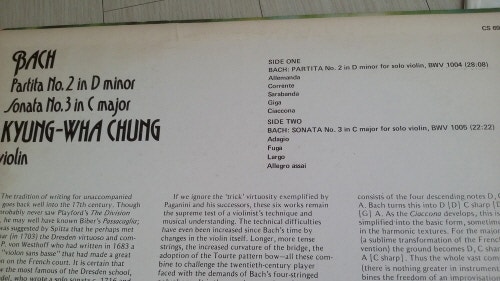 CS 69
BACH
Partita No. 2 in D minor
Sonata No. 3 in C major
KYUNG-WHA CHUNG
violin
SIDE ONE
BACH: PARTITA No. 2 in D minor for solo violin, BWV 1004 (28:08)
Allemanda
Corrente
Sarabanda
Giga
Ciaccona
SIDE TWO
BACH: SONATA No. 3 in C major for solo violin, BWV 1005 (22:22)
Adagio
Fuga
Largo
Allegro assai
The tradition of writing for unaccompanied
goes back well into the 17th century. Though
probably never saw Playford's The Division
he may well have known Biber's Passacaglia;
was suggested by Spitta that he perhaps met
(in 1703) the Dresden virtuoso and com-
P. von Westhoff who had written in 1683 a
"violon sans basse" that had made a great
on the French court. It is certain that
the most famous of the Dresden school,
who wrote a solo sonata c. 1716 and
If we ignore the 'trick' virtuosity exemplified by
Paganini and his successors, these six works remain
the supreme test of a violinist's technique and
musical understanding. The technical difficulties
have even been increased since Bach's time by
changes in the violin itself. Longer, more tense
strings, the increased curvature of the bridge, the
adoption of the Tourte pattern bow—all these com-
bine to challenge the twentieth-century player
faced with the demands of Bach's four-stringed
consists of the four descending notes D, C
A. Bach turns this into D [D] C sharp [D
[G] A. As the Ciaccona develops, this is
simplified into the basic form, sometimes
in the harmonic textures. For the major
(a sublime transformation of the French
vention) the ground becomes D, C sharp
A [C sharp]. Thus the whole vast com
(there is nothing greater in instrument
bines the freedom of an improvisation